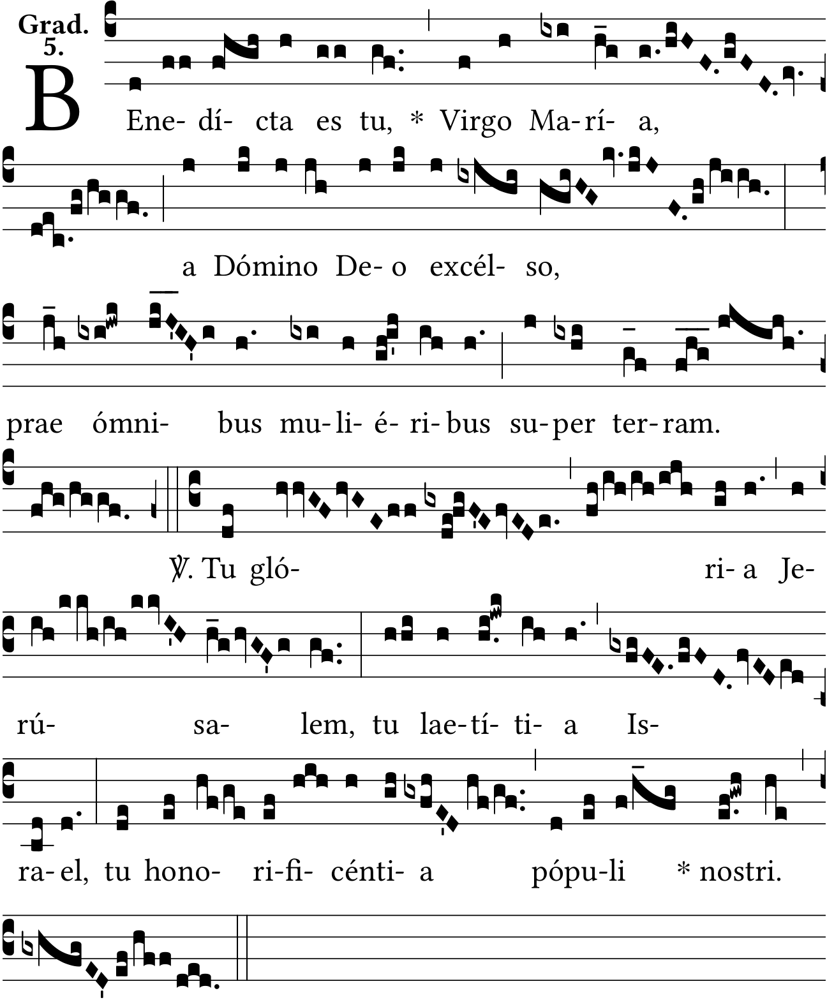 Grad.
5.
BEne- dí- cta es tu, * Virgo Ma- rí- a,
a Dómino De- o excél- so,
prae ómni- bus mu- li- é- ri- bus su- per ter- ram.
℣. Tu gló- ri- a Je-
rú- sa- lem, tu lae- tí- ti- a Is-
ra- el, tu hono- ri- fi- cénti- a pópu- li * nostri.